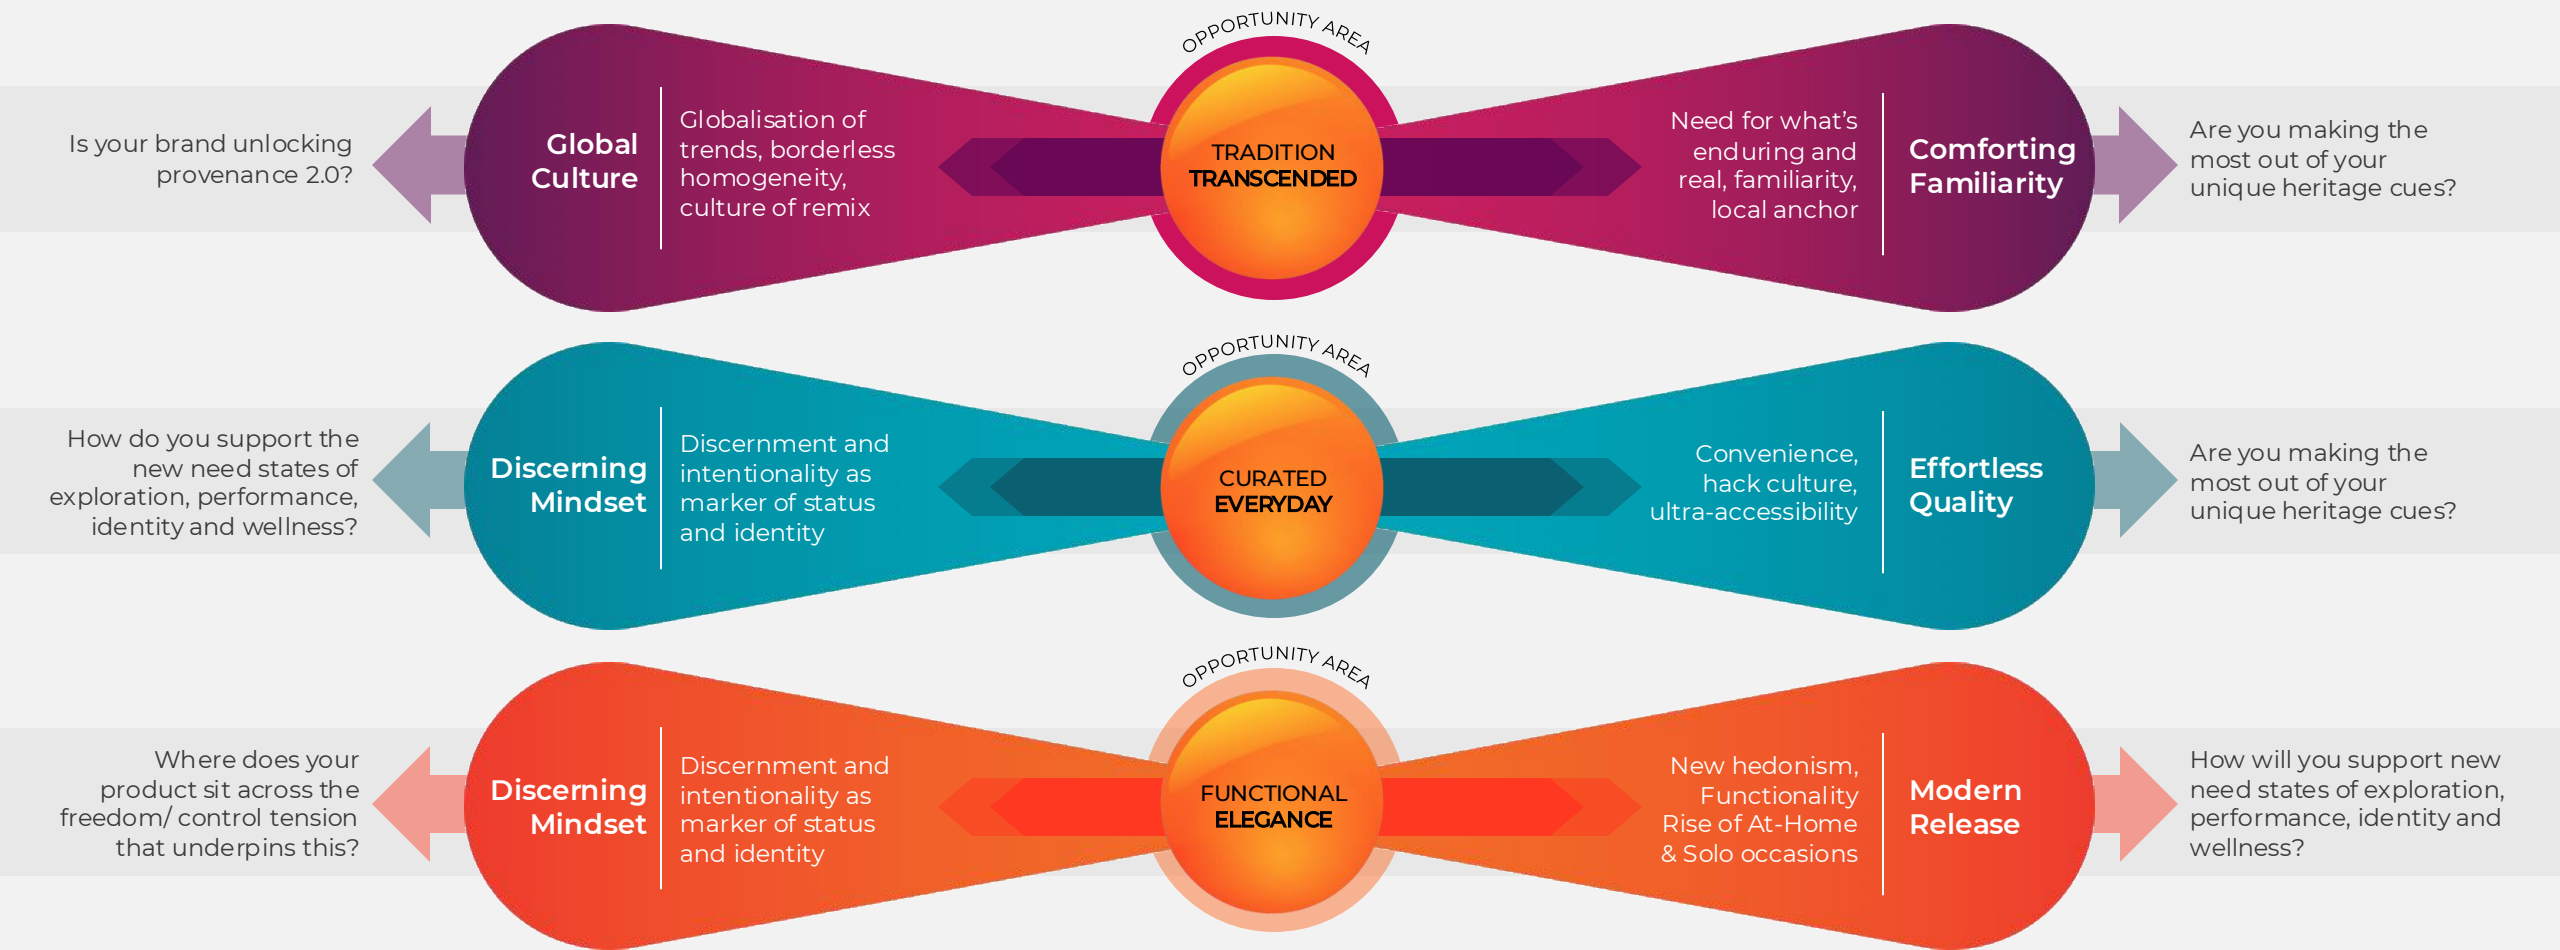 OPPORTUNITY AREA
Is your brand unlocking
provenance 2.0?
Global
Culture
Globalisation of
trends, borderless
homogeneity,
culture of remix
TRADITION
TRANSCENDED
Need for what's
enduring and
real, familiarity,
local anchor
Comforting
Familiarity
Are you making the
most out of your
unique heritage cues?
OPPORTUNITY AREA
How do you support the
new need states of
exploration, performance,
identity and wellness?
Discerning
Mindset
Discernment and
intentionality as
marker of status
and identity
CURATED
EVERYDAY
Convenience,
hack culture,
ultra-accessibility
Effortless
Quality
Are you making the
most out of your
unique heritage cues?
OPPORTUNITY AREA
Where does your
product sit across the
freedom/ control tension
that underpins this?
Discerning
Mindset
Discernment and
intentionality as
marker of status
and identity
FUNCTIONAL
ELEGANCE
New hedonism,
Functionality
Rise of At-Home
& Solo occasions
Modern
Release
How will you support new
need states of exploration,
performance, identity and
wellness?